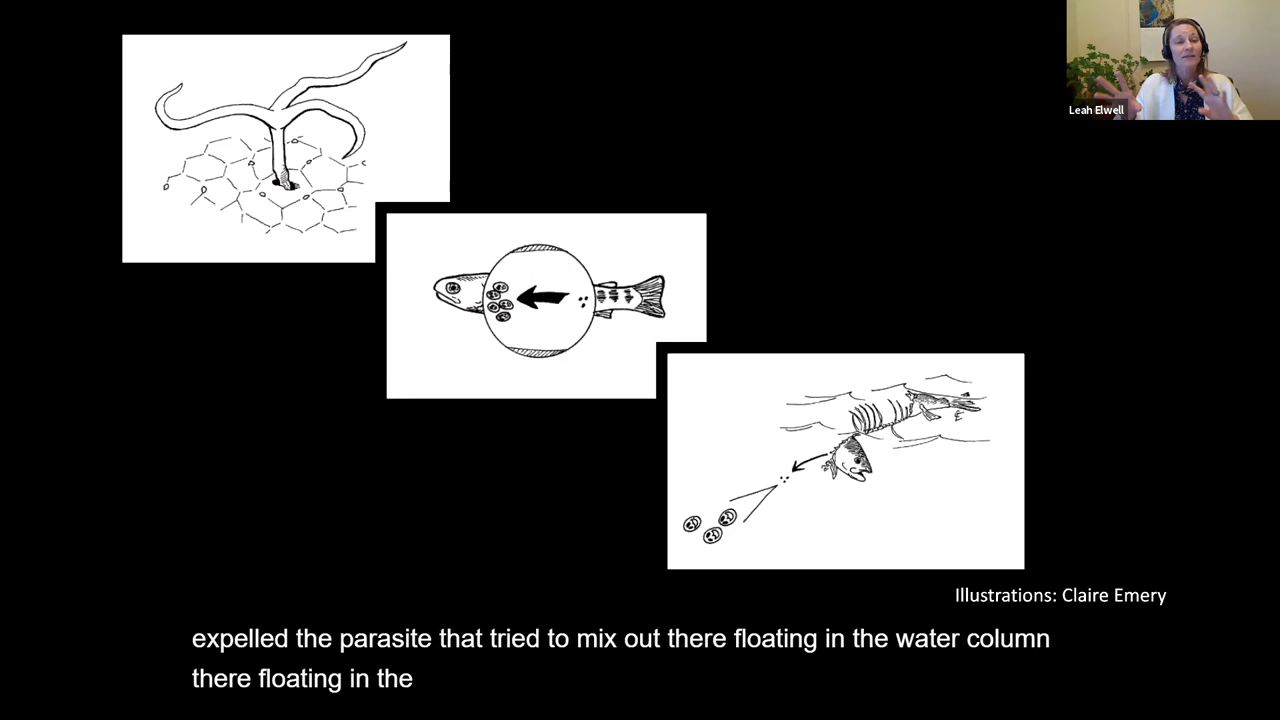 Leah Elwell
Illustrations: Claire Emery
expelled the parasite that tried to mix out there floating in the water column
there floating in the